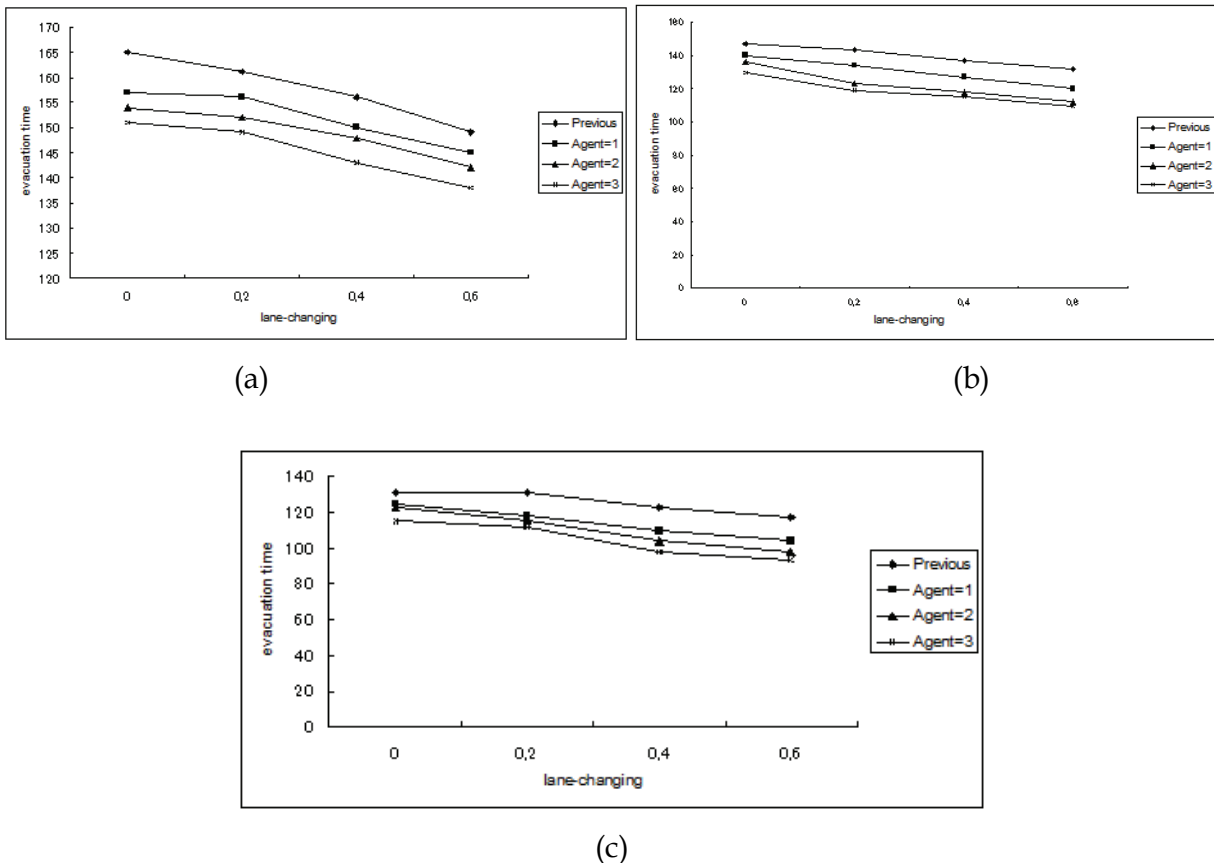 170
165
160
155
150
145
140
135
130
125
120
evacuation time
0
0,2
0,4
0,6
lane-changing
Previous
Agent=1
Agent=2
Agent=3
(a)
160
140
120
100
80
60
40
20
0
evacuation time
0
0,2
0,4
lane-changing
Previous
Agent=1
Agent=2
Agent=3
(b)
140
120
100
80
60
40
20
0
evacuation time
0
0,2
0,4
0,6
lane-changing
Previous
Agent=1
Agent=2
Agent=3
(c)